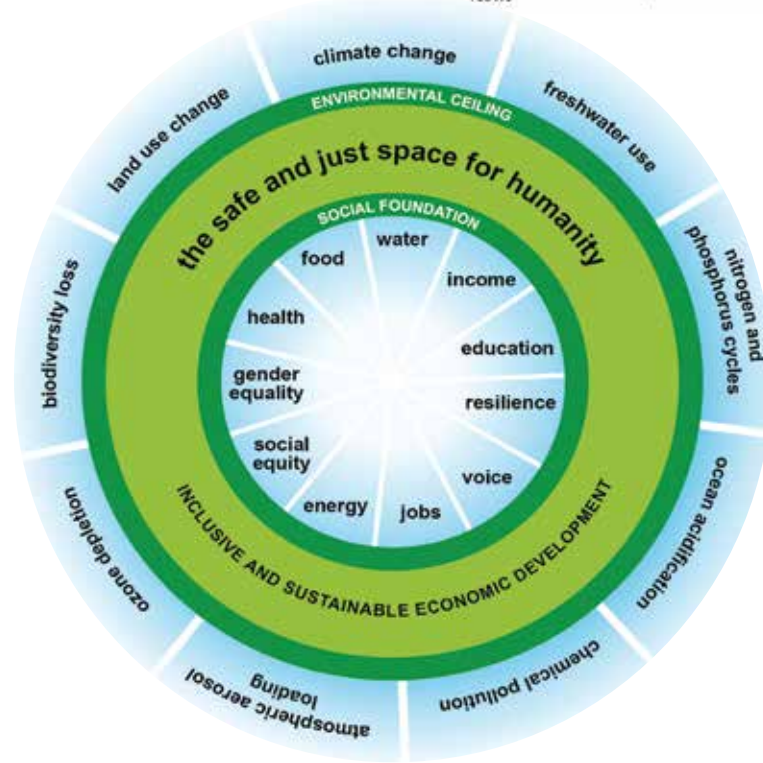 climate change
freshwater use
nitrogen and
phosphorus cycles
ocean acidification
chemical pollution
atmospheric aerosol
loading
ozone depletion
biodiversity loss
land use change
ENVIRONMENTAL CEILING
the safe and just space for humanity
SOCIAL FOUNDATION
water
income
education
resilience
voice
jobs
energy
social
equity
gender
equality
health
food
INCLUSIVE AND SUSTAINABLE ECONOMIC DEVELOPMENT